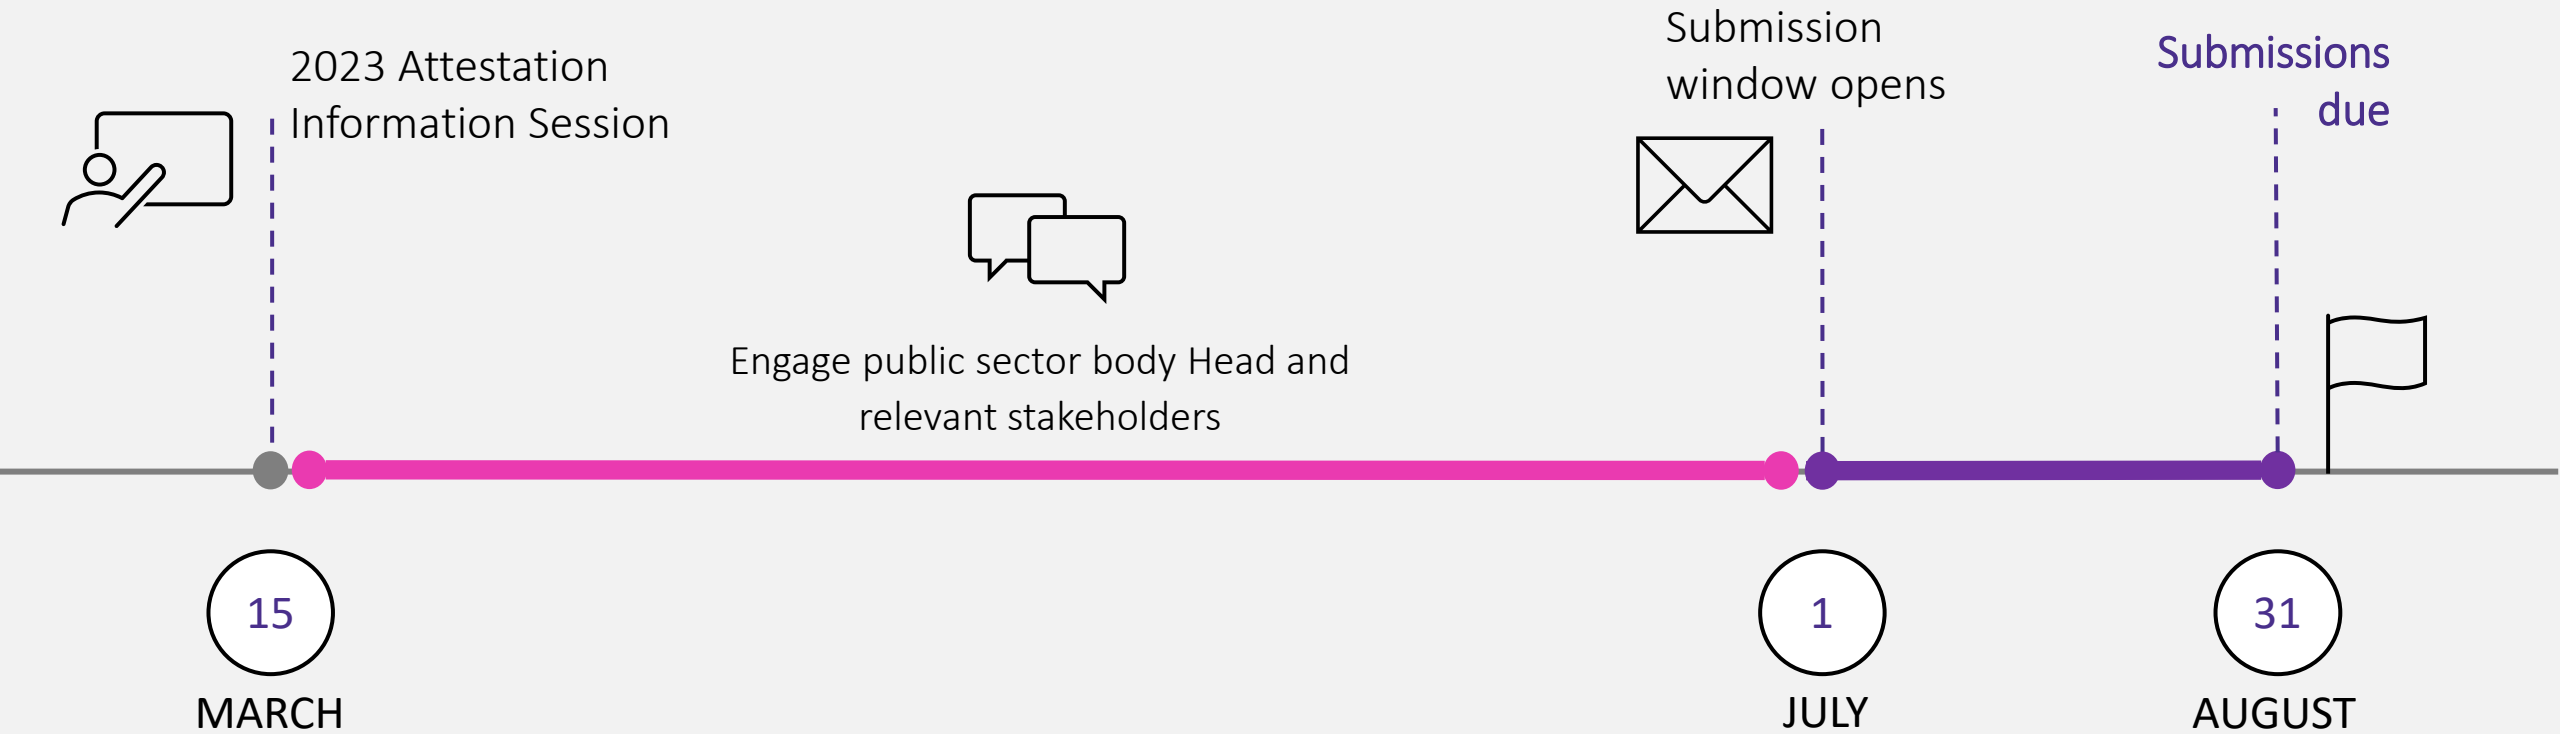 2023 Attestation
Information Session
Engage public sector body Head and
relevant stakeholders
Submission
window opens
Submissions
due
15
MARCH
1
JULY
31
AUGUST